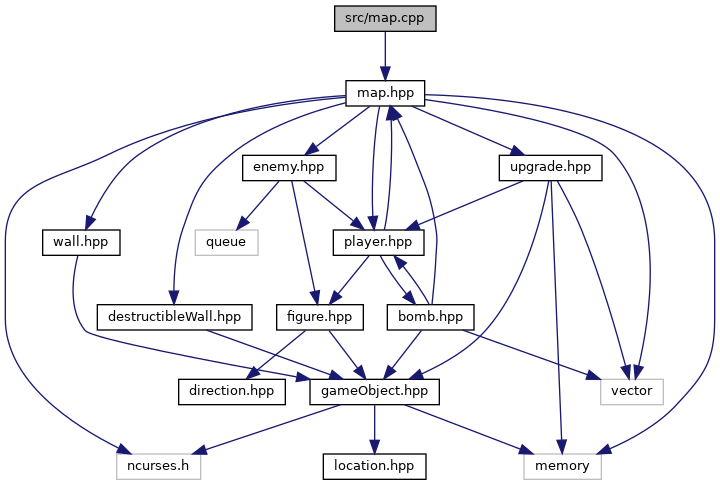 src/map.cpp
map.hpp
enemy.hpp
upgrade.hpp
wall.hpp
queue
player.hpp
destructibleWall.hpp
figure.hpp
bomb.hpp
direction.hpp
gameObject.hpp
vector
ncurses.h
location.hpp
memory